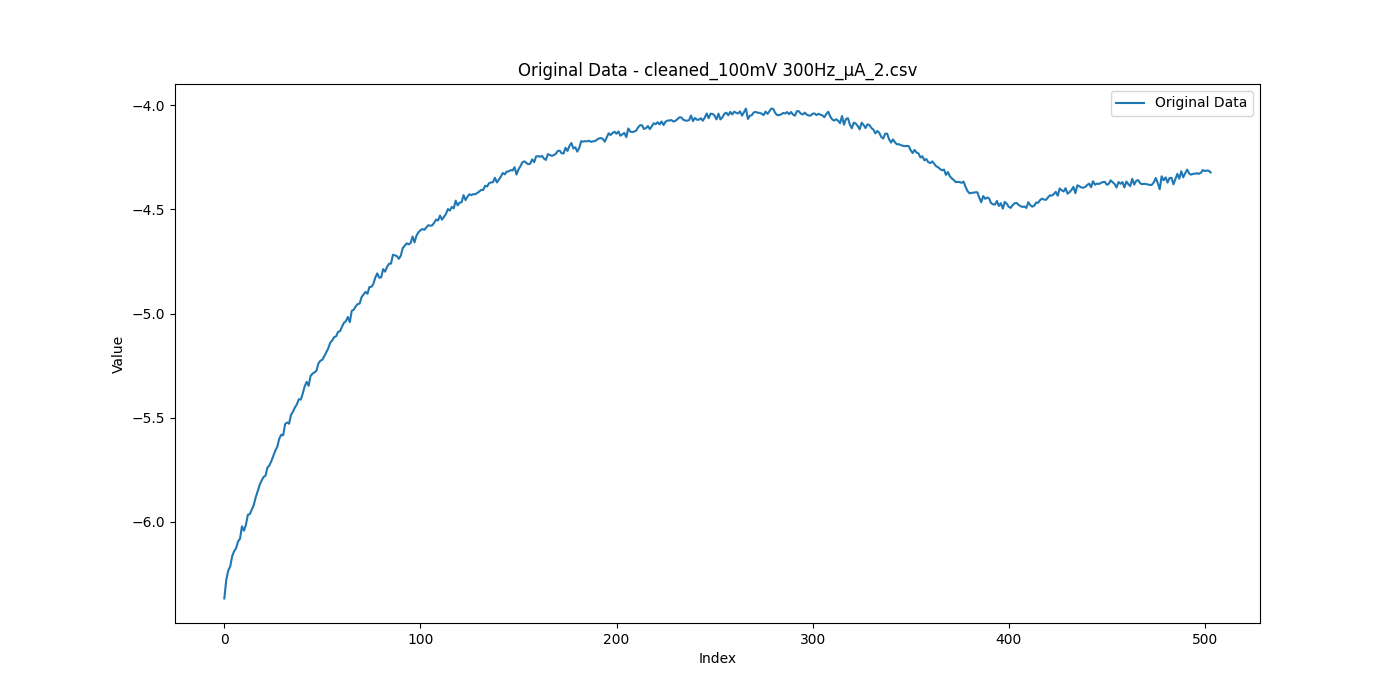 Original Data - cleaned_100mV 300Hz_μA_2.csv
Original Data
−4.0
−4.5
−5.0
−5.5
−6.0
Value
0 100 200 300 400 500
Index